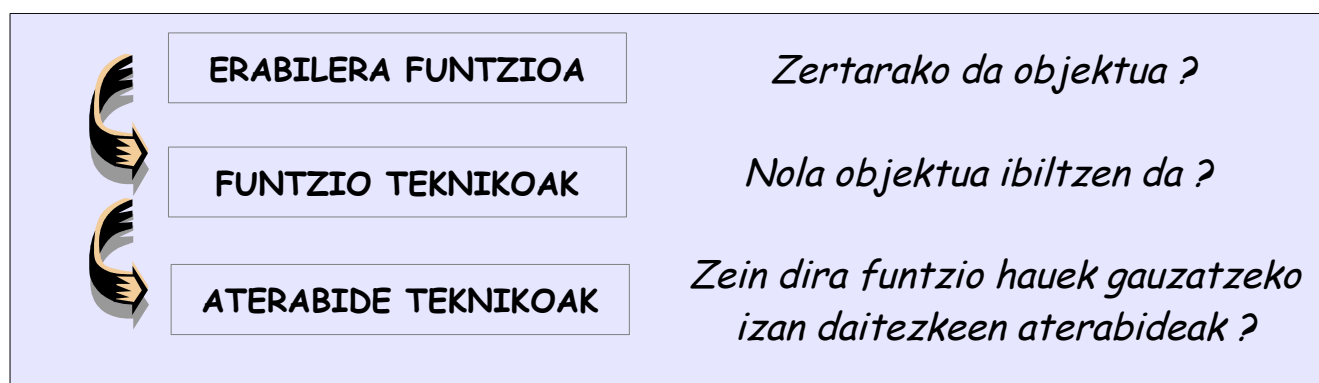 ERABILERA FUNTZIOA
Zertarako da objektua ?
FUNTZIO TEKNIKOAK
Nola objektua ibiltzen da ?
ATERABIDE TEKNIKOAK
Zein dira funtzio hauek gauzatzeko
izan daitezkeen aterabideak ?